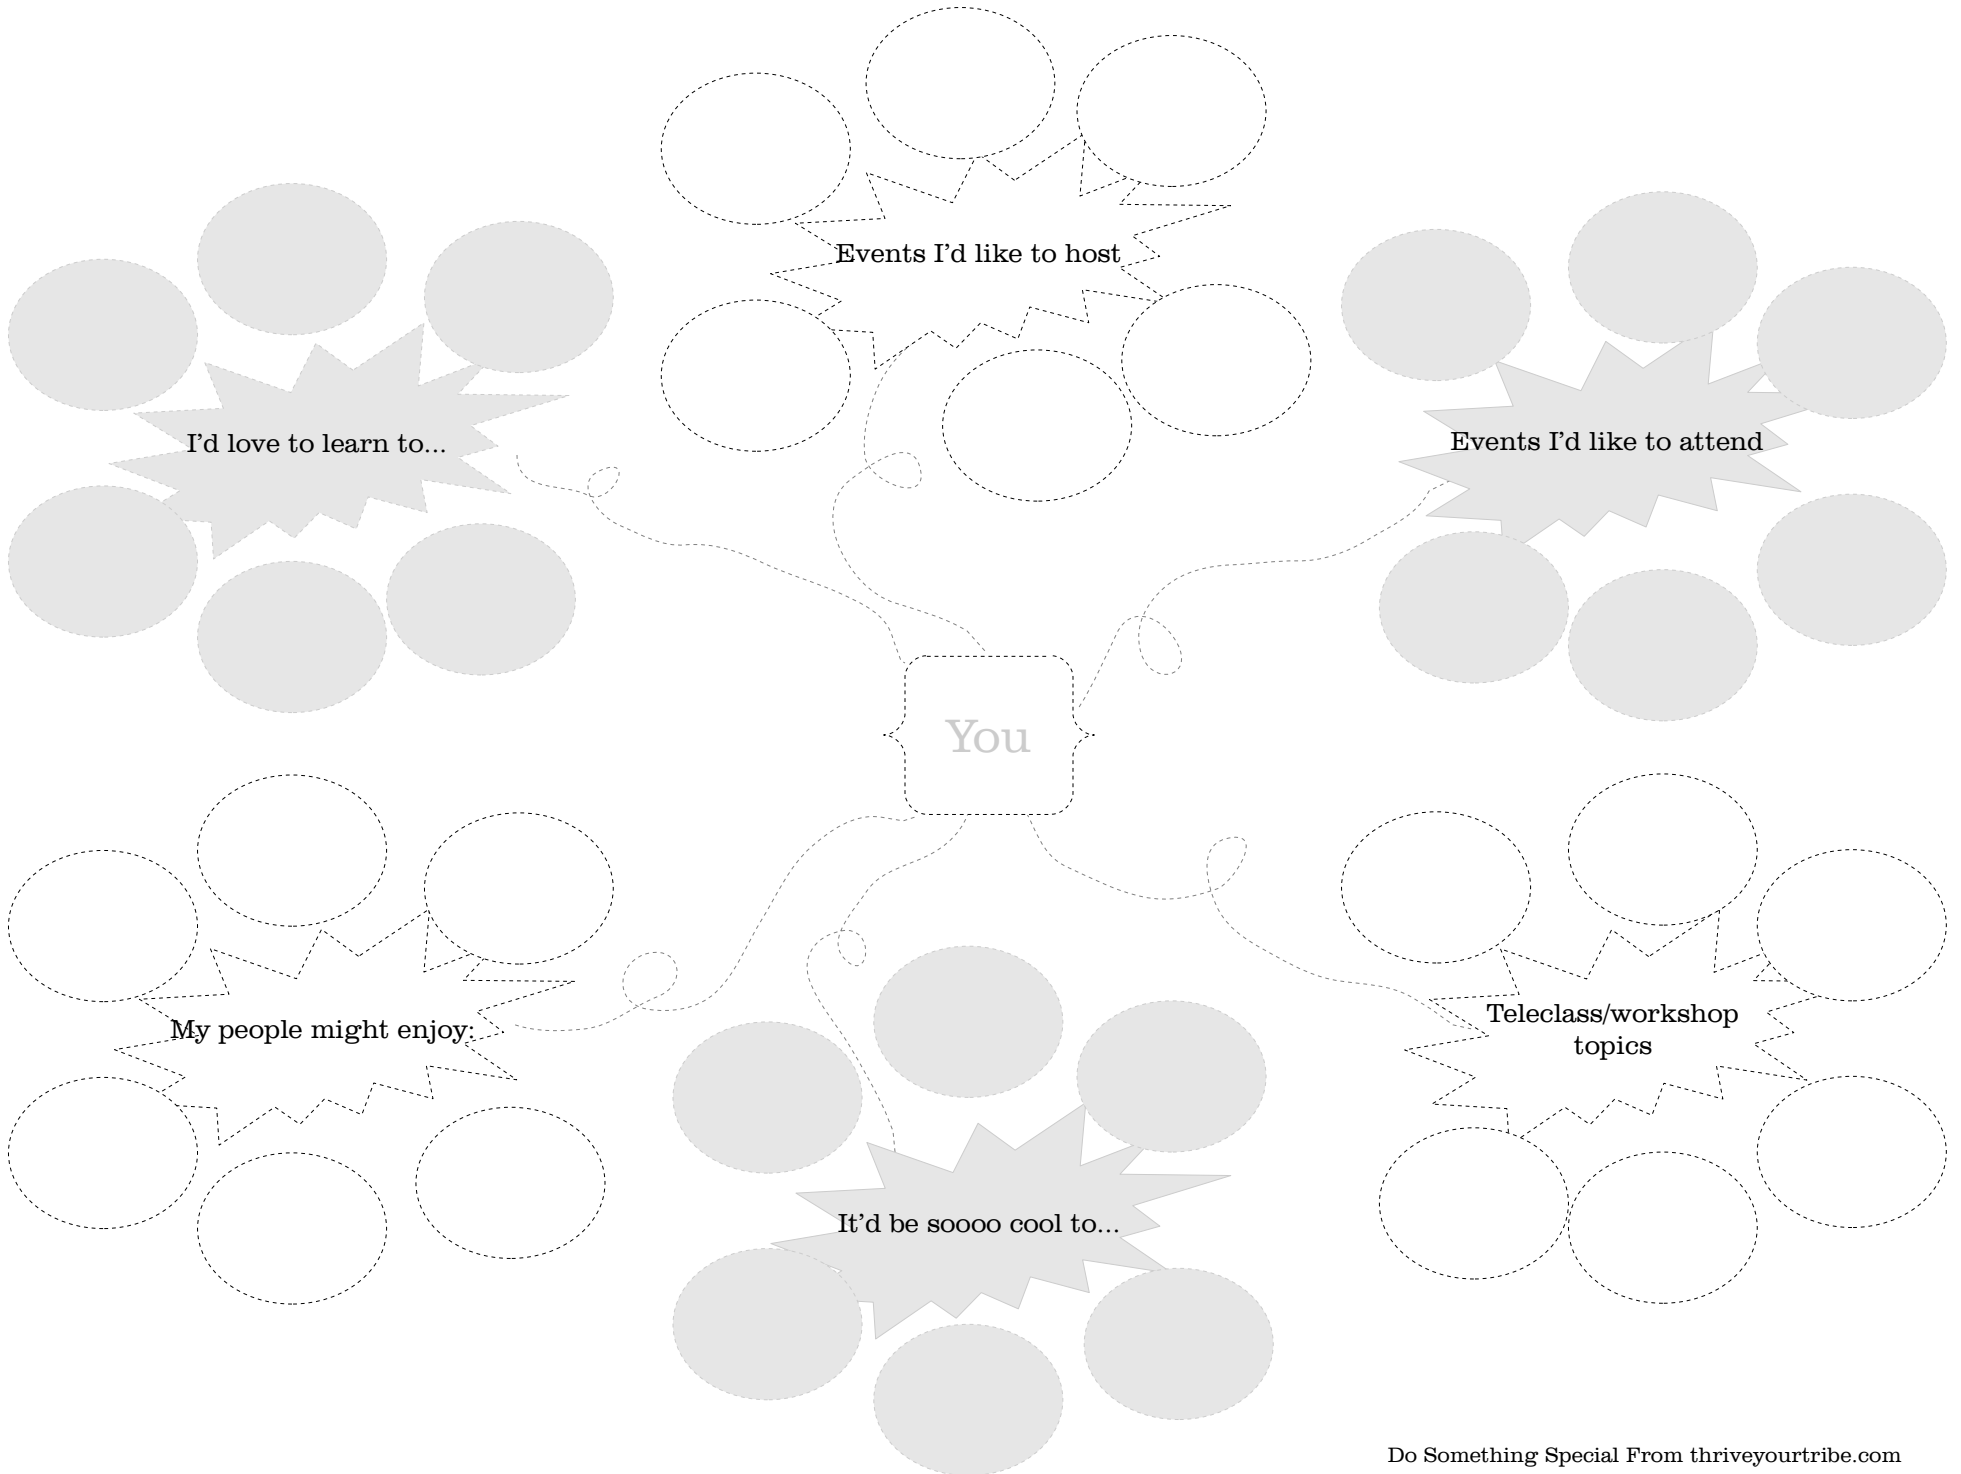 Events I'd like to host
I'd love to learn to...
Events I'd like to attend
You
My people might enjoy:
Teleclass/workshop
topics
It'd be soooo cool to...
Do Something Special From thriveyourtribe.com